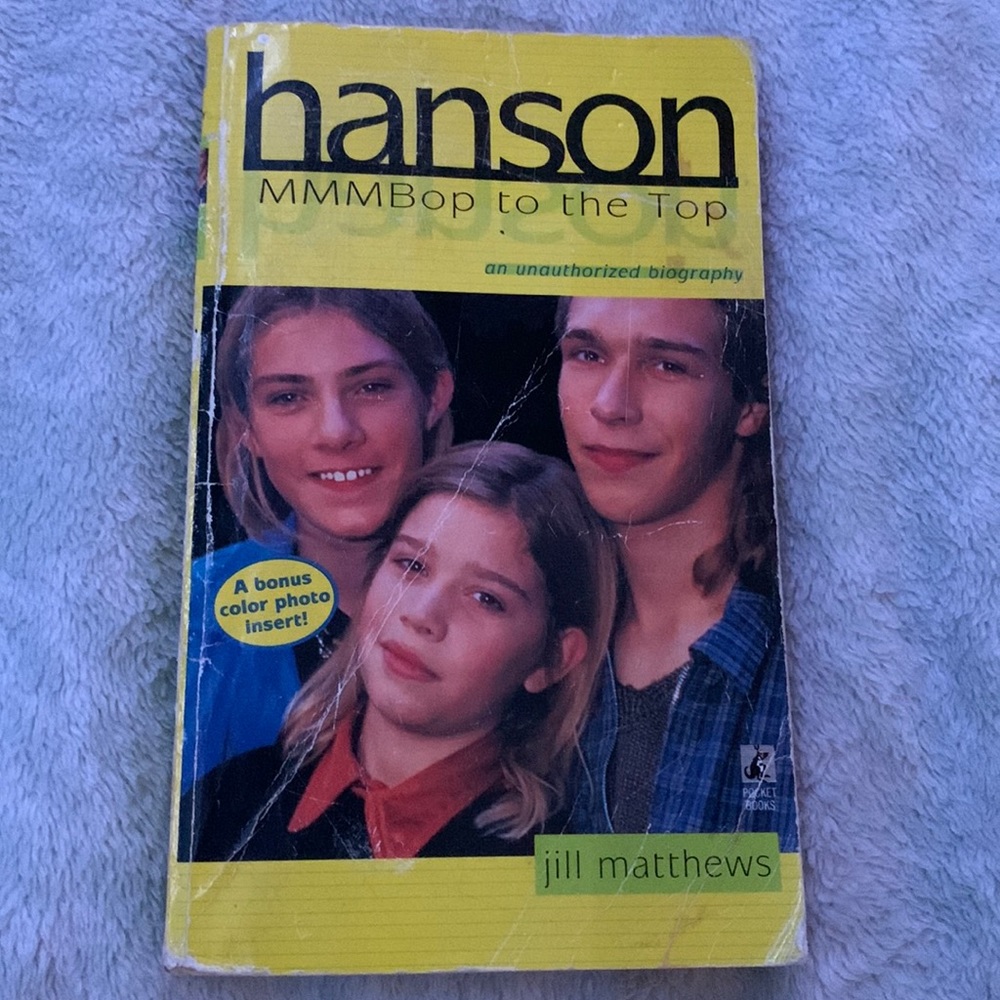 hanson
MMMBop to the Top
an unauthorized biography
A bonus
color photo
insert!
POCKET
BOOKS
jill matthews